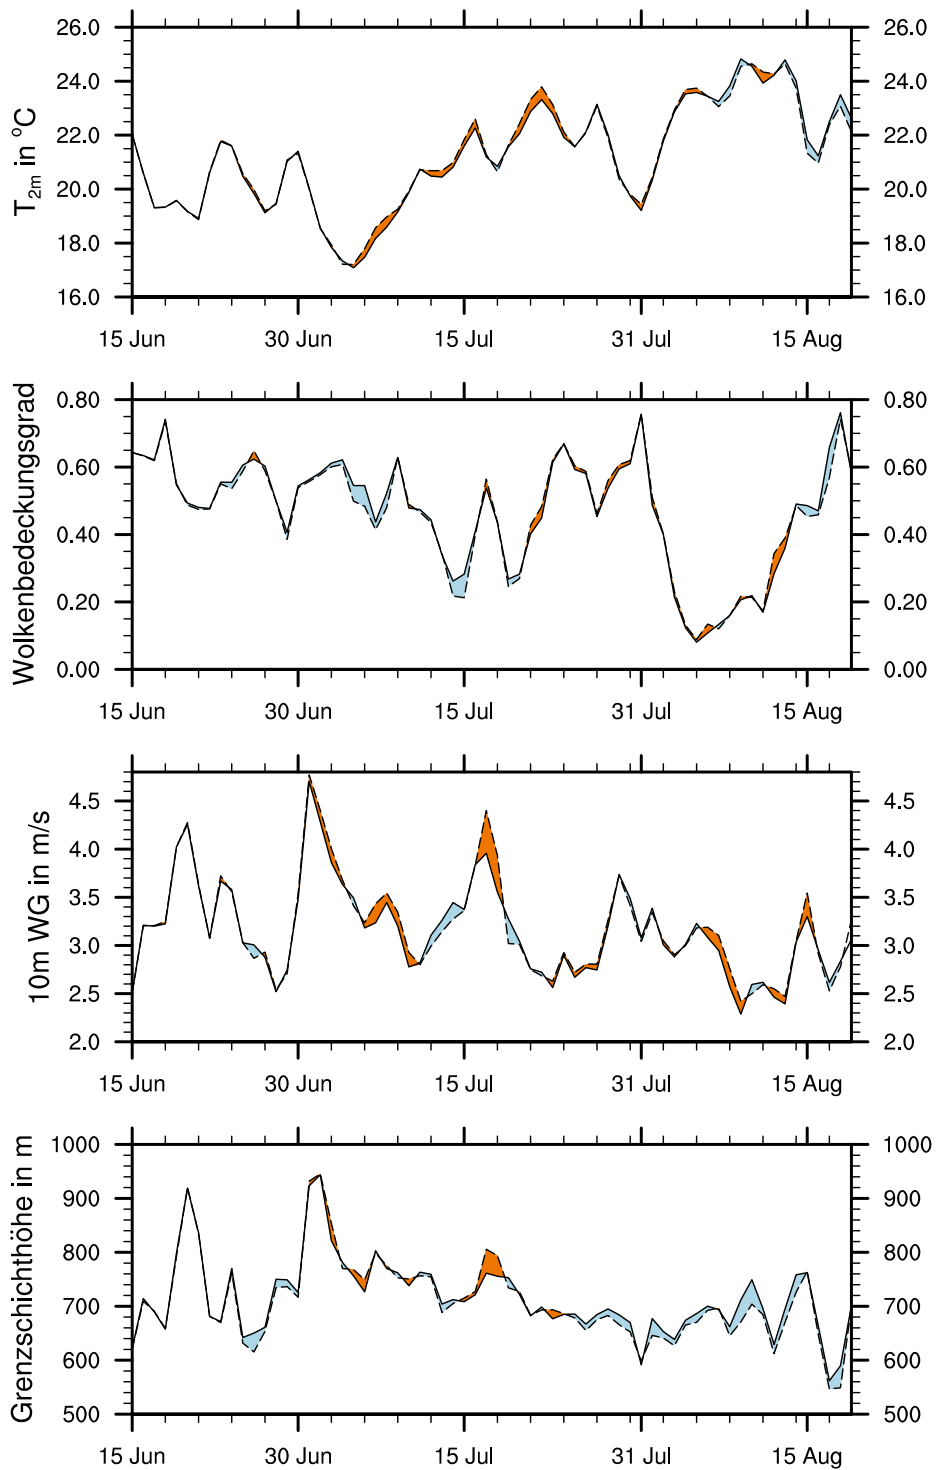 26.0 26.0
24.0 24.0
22.0 22.0
20.0 20.0
18.0 18.0
16.0 16.0
T2m in °C
15 Jun 30 Jun 15 Jul 31 Jul 15 Aug
0.80 0.80
0.60 0.60
0.40 0.40
0.20 0.20
0.00 0.00
Wolkenbedeckungsgrad
15 Jun 30 Jun 15 Jul 31 Jul 15 Aug
4.5 4.5
4.0 4.0
3.5 3.5
3.0 3.0
2.5 2.5
2.0 2.0
10m WG in m/s
15 Jun 30 Jun 15 Jul 31 Jul 15 Aug
1000 1000
900 900
800 800
700 700
600 600
500 500
Grenzschichthöhe in m
15 Jun 30 Jun 15 Jul 31 Jul 15 Aug